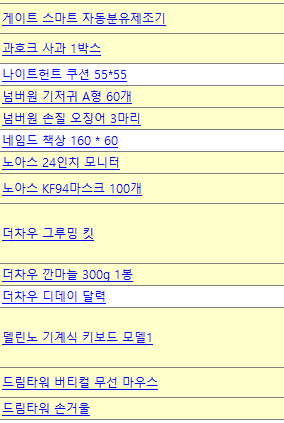 게이트 스마트 자동분유제조기
과호크 사과 1박스
나이트헌트 쿠션 55*55
넘버원 기저귀 A형 60개
넘버원 손질 오징어 3마리
네임드 책상 160 * 60
노아스 24인치 모니터
노아스 KF94마스크 100개
더차우 그루밍 킷
더차우 깐마늘 300g 1봉
더차우 디데이 달력
델린노 기계식 키보드 모델1
드림타워 버티컬 무선 마우스
드림타워 손거울